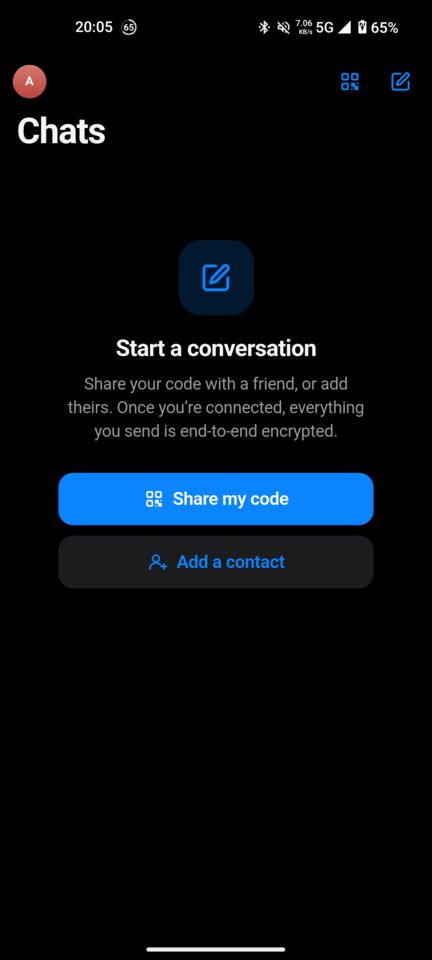 20:05 65 7.06 KB/s 5G 65%
A
Chats
Start a conversation
Share your code with a friend, or add
theirs. Once you’re connected, everything
you send is end-to-end encrypted.
Share my code
Add a contact